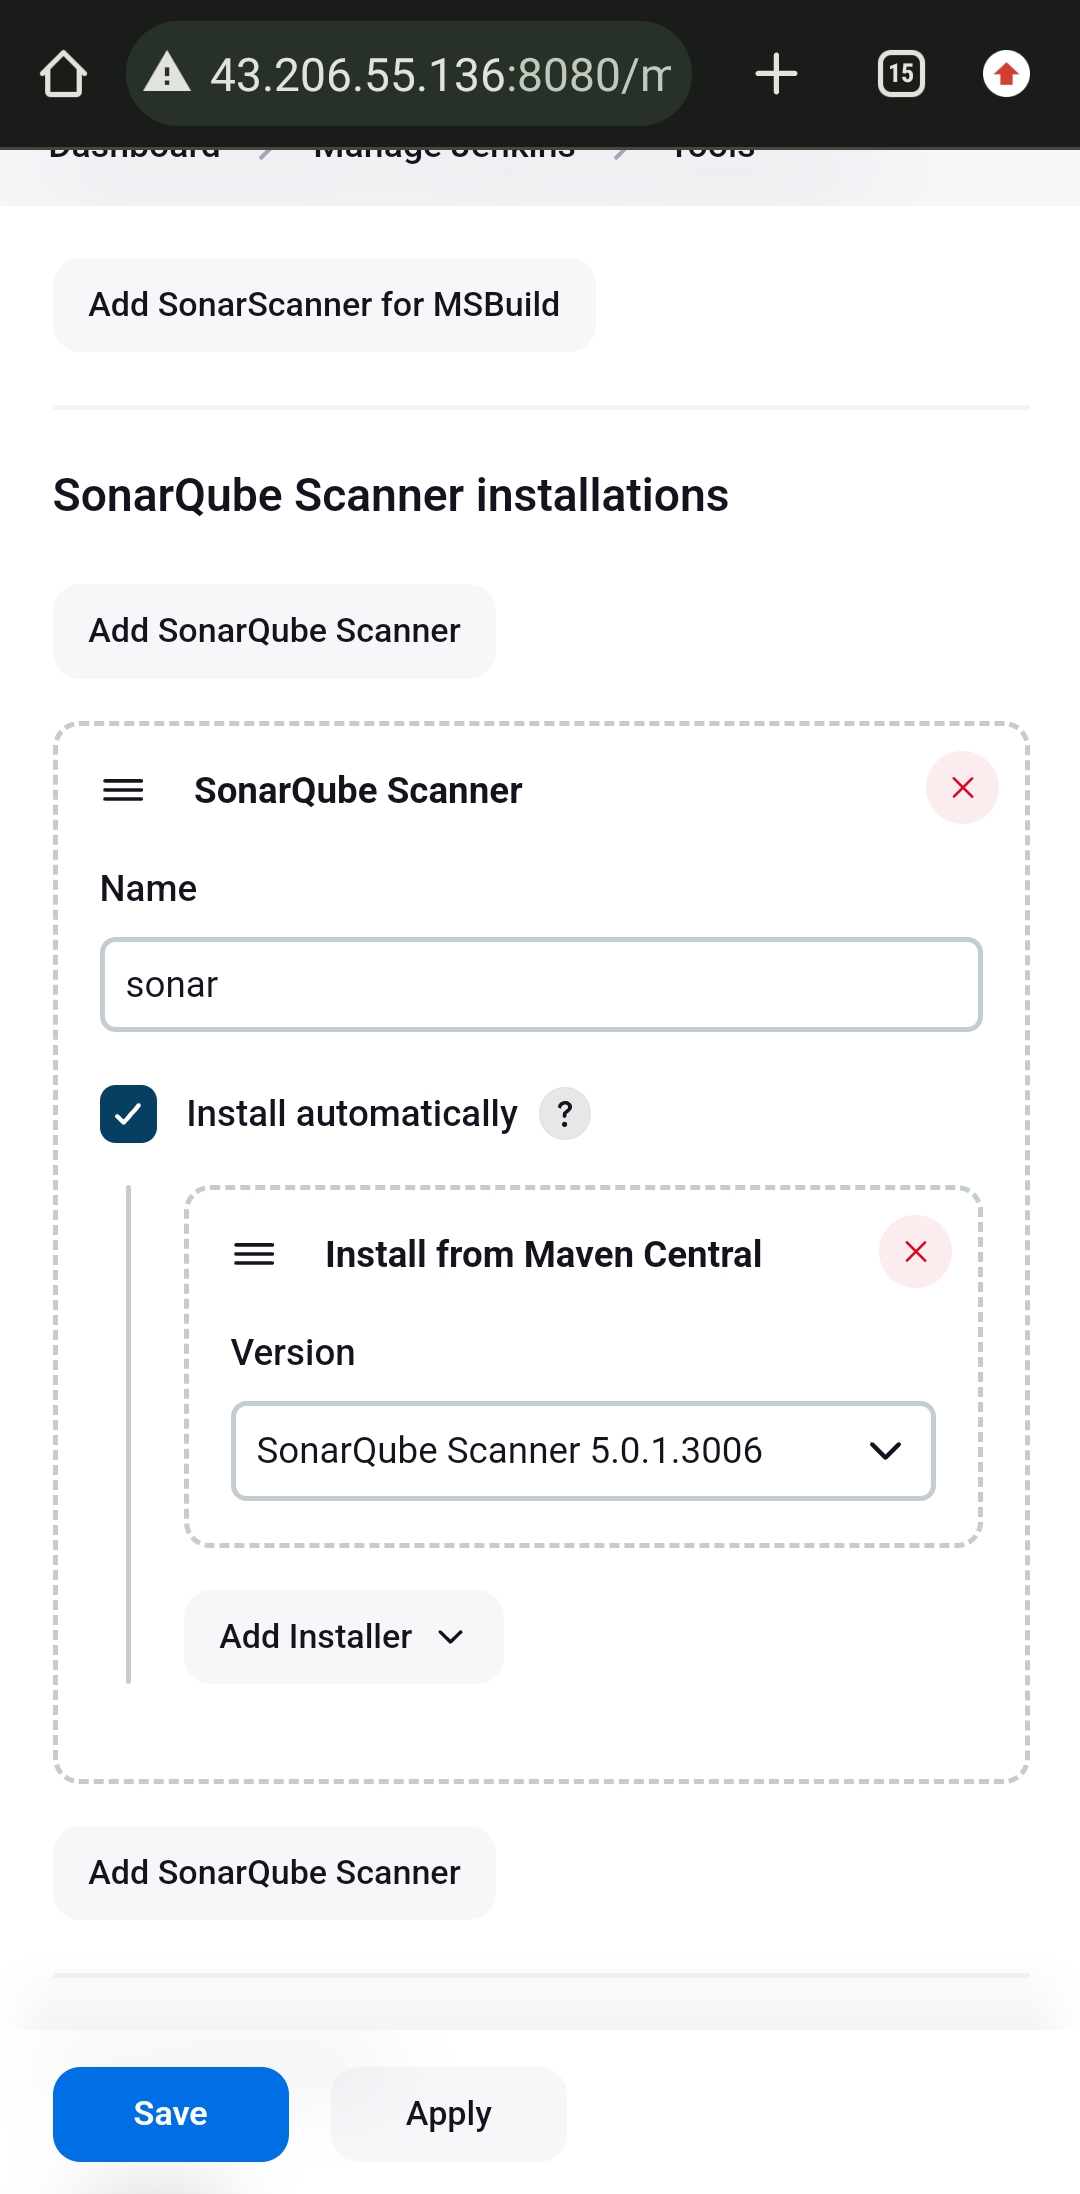 43.206.55.136:8080/m
15
Dashboard Manage Jenkins Tools
Add SonarScanner for MSBuild
SonarQube Scanner installations
Add SonarQube Scanner
SonarQube Scanner
Name
sonar
Install automatically ?
Install from Maven Central
Version
SonarQube Scanner 5.0.1.3006
Add Installer
Add SonarQube Scanner
Save Apply